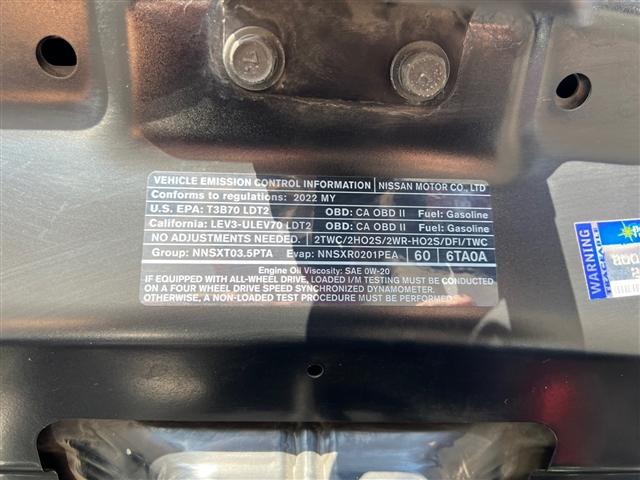 VEHICLE EMISSION CONTROL INFORMATION NISSAN MOTOR CO., LTD
Conforms to regulations: 2022 MY
U.S. EPA: T3B70 LDT2 OBD: CA OBD II Fuel: Gasoline
California: LEV3-ULEV70 LDT2 OBD: CA OBD II Fuel: Gasoline
NO ADJUSTMENTS NEEDED. 2TWC/2HO2S/2WR-HO2S/DFI/TWC
Group: NNSXT03.5PTA Evap: NNSXR0201PEA 60 6TA0A
Engine Oil Viscosity: SAE 0W-20
IF EQUIPPED WITH ALL-WHEEL DRIVE, LOADED I/M TESTING MUST BE CONDUCTED
ON A FOUR WHEEL DRIVE SPEED SYNCHRONIZED DYNAMOMETER.
OTHERWISE, A NON-LOADED TEST PROCEDURE MUST BE PERFORMED.
WARNING
TRACEABLE
7